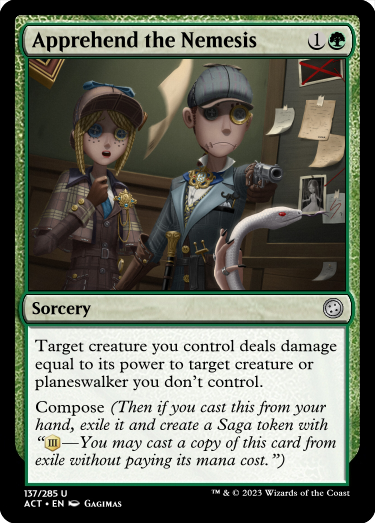 Apprehend the Nemesis 1
Sorcery
Target creature you control deals damage
equal to its power to target creature or
planeswalker you don't control.
Compose (Then if you cast this from your
hand, exile it and create a Saga token with
“III—You may cast a copy of this card from
exile without paying its mana cost.”)
137/285 U
ACT • EN GAGIMAS
™ & © 2023 Wizards of the Coast